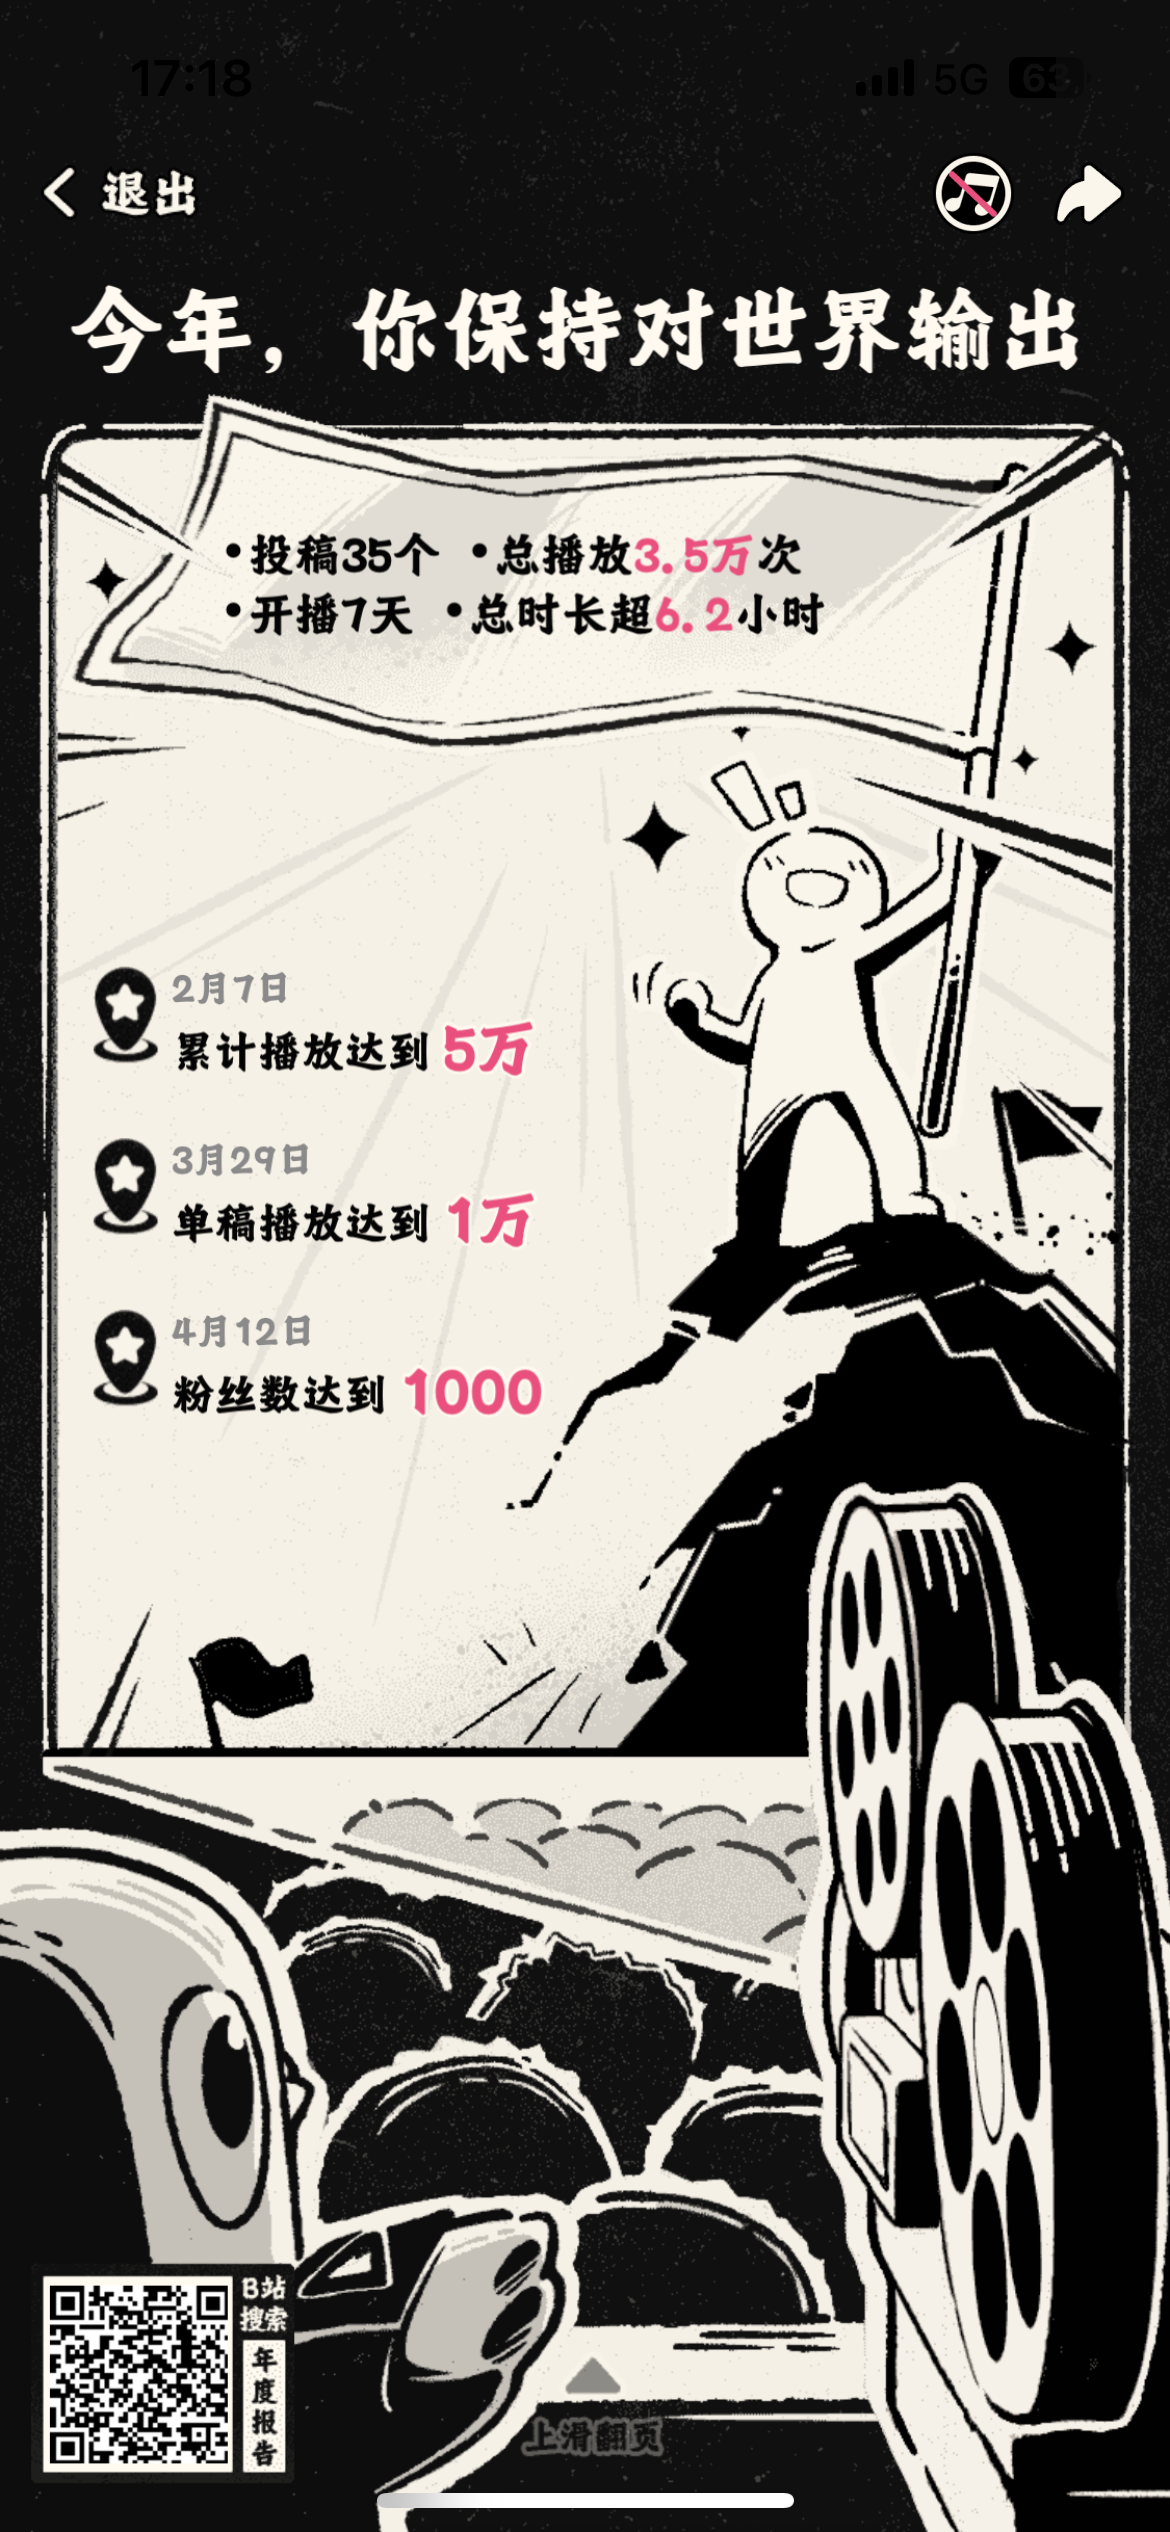 17:18
5G 63
退出
今年，你保持对世界输出
•投稿35个 •总播放3.5万次
•开播7天 •总时长超6.2小时
2月7日
累计播放达到 5万
3月29日
单稿播放达到 1万
4月12日
粉丝数达到 1000
B站
搜索
年度报告
上滑翻页